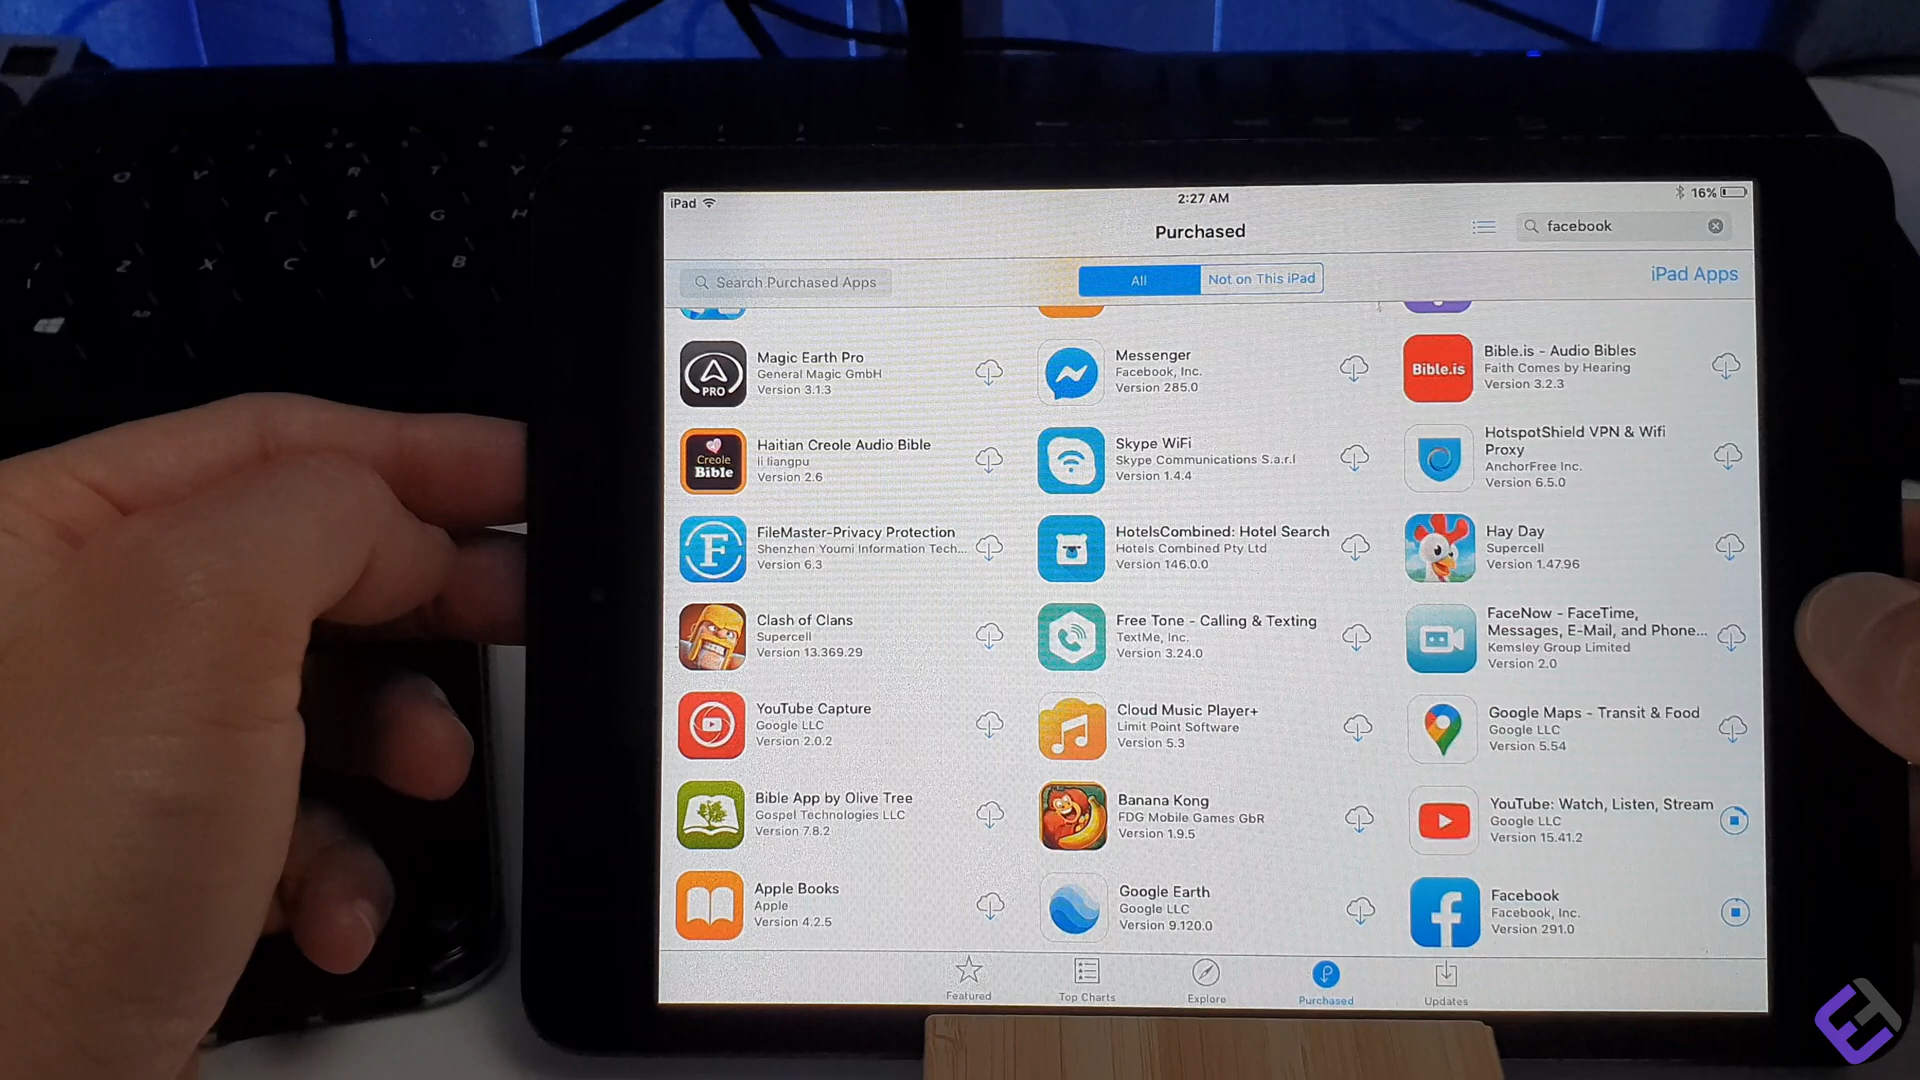 iPad
2:27 AM
16%
Purchased
facebook
Search Purchased Apps
All
Not on This iPad
iPad Apps
PRO
Magic Earth Pro
General Magic GmbH
Version 3.1.3
Messenger
Facebook, Inc.
Version 285.0
Bible.is
Bible.is - Audio Bibles
Faith Comes by Hearing
Version 3.2.3
Creole
Bible
Haitian Creole Audio Bible
li liangpu
Version 2.6
Skype WiFi
Skype Communications S.a.r.l
Version 1.4.4
HotspotShield VPN & Wifi
Proxy
AnchorFree Inc.
Version 6.5.0
F
FileMaster-Privacy Protection
Shenzhen Youmi Information Tech...
Version 6.3
HotelsCombined: Hotel Search
Hotels Combined Pty Ltd
Version 146.0.0
Hay Day
Supercell
Version 1.47.96
Clash of Clans
Supercell
Version 13.369.29
Free Tone - Calling & Texting
TextMe, Inc.
Version 3.24.0
FaceNow - FaceTime,
Messages, E-Mail, and Phone...
Kemsley Group Limited
Version 2.0
YouTube Capture
Google LLC
Version 2.0.2
Cloud Music Player+
Limit Point Software
Version 5.3
Google Maps - Transit & Food
Google LLC
Version 5.54
Bible App by Olive Tree
Gospel Technologies LLC
Version 7.8.2
Banana Kong
FDG Mobile Games GbR
Version 1.9.5
YouTube: Watch, Listen, Stream
Google LLC
Version 15.41.2
Apple Books
Apple
Version 4.2.5
Google Earth
Google LLC
Version 9.120.0
f
Facebook
Facebook, Inc.
Version 291.0
Featured
Top Charts
Explore
Purchased
Updates
R
T
Y
F
G
H
Z
X
C
V
B